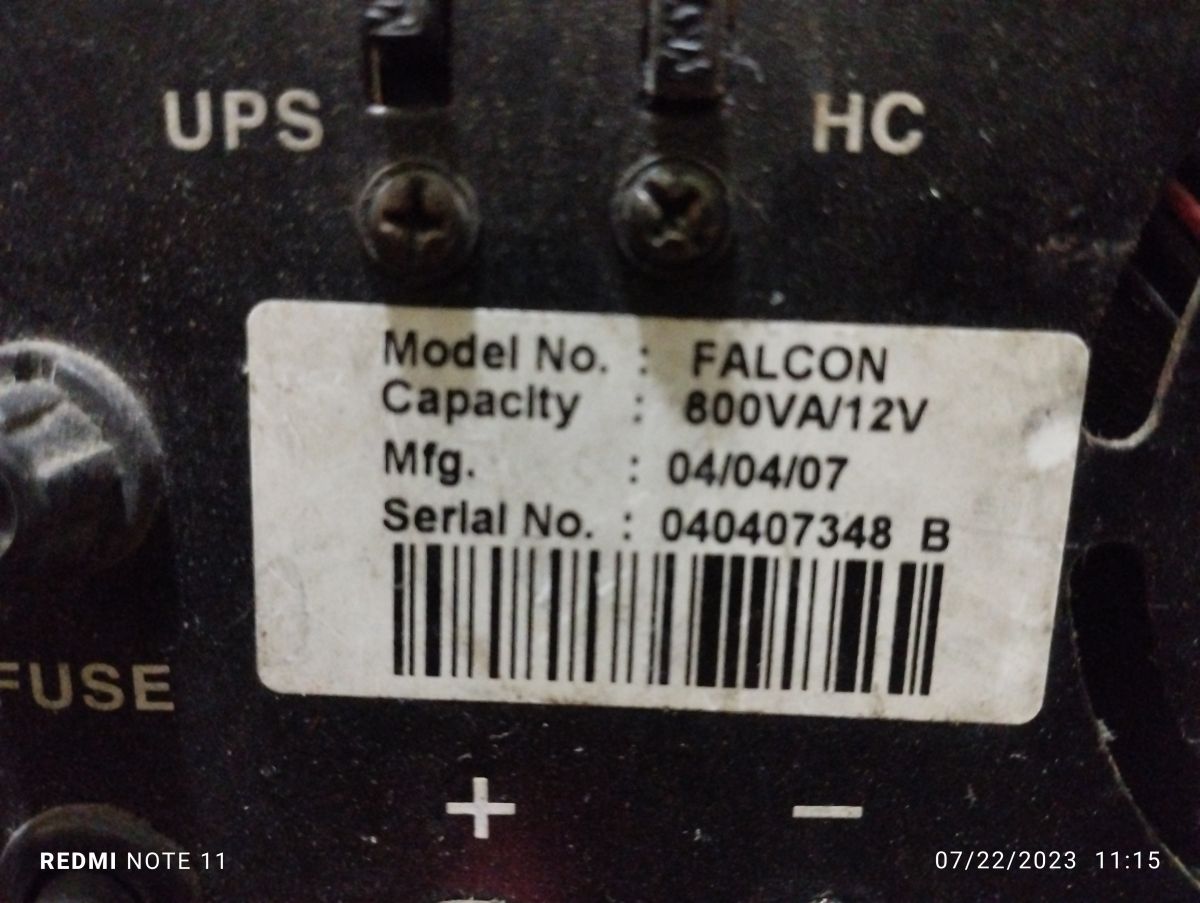 UPS HC
Model No. : FALCON
Capacity : 800VA/12V
Mfg. : 04/04/07
Serial No. : 040407348 B
FUSE
+ −
REDMI NOTE 11 07/22/2023 11:15